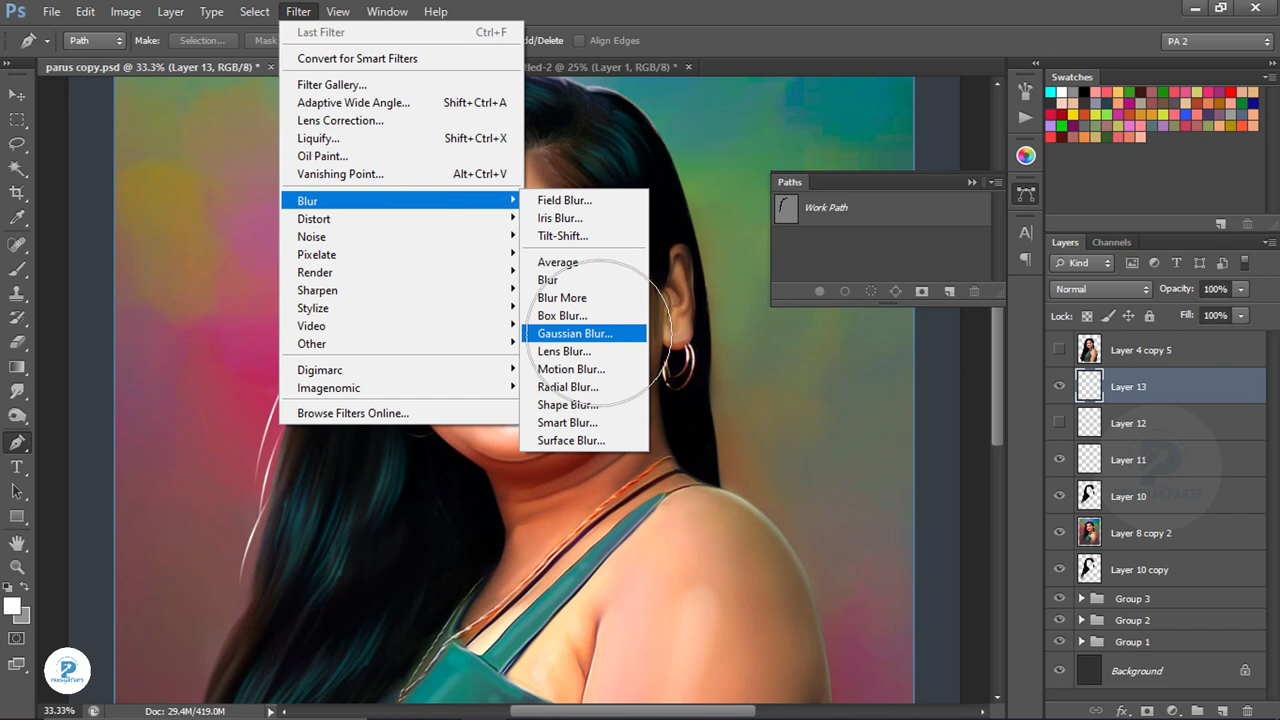 Ps File Edit Image Layer Type Select Filter View Window Help
Path Make: Selection... Mask Add/Delete Align Edges PA 2
parus copy.psd @ 33.3% (Layer 13, RGB/8) * × tled-2 @ 25% (Layer 1, RGB/8) * ×
Last Filter Ctrl+F
Convert for Smart Filters
Filter Gallery...
Adaptive Wide Angle... Shift+Ctrl+A
Lens Correction...
Liquify... Shift+Ctrl+X
Oil Paint...
Vanishing Point... Alt+Ctrl+V
Blur
Distort
Noise
Pixelate
Render
Sharpen
Stylize
Video
Other
Digimarc
Imagenomic
Browse Filters Online...
Field Blur...
Iris Blur...
Tilt-Shift...
Average
Blur
Blur More
Box Blur...
Gaussian Blur...
Lens Blur...
Motion Blur...
Radial Blur...
Shape Blur...
Smart Blur...
Surface Blur...
Paths
Work Path
Swatches
Layers Channels
Kind
Normal Opacity: 100%
Lock: Fill: 100%
Layer 4 copy 5
Layer 13
Layer 12
Layer 11
Layer 10
Layer 8 copy 2
Layer 10 copy
Group 3
Group 2
Group 1
Background
33.33% Doc: 29.4M/419.0M